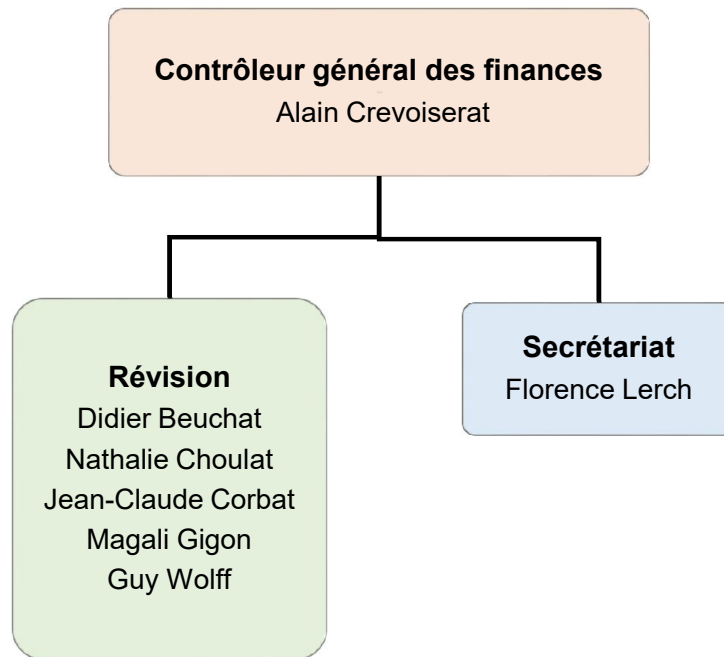 Contrôleur général des finances
Alain Crevoiserat
Révision
Didier Beuchat
Nathalie Choulat
Jean-Claude Corbat
Magali Gigon
Guy Wolff
Secrétariat
Florence Lerch